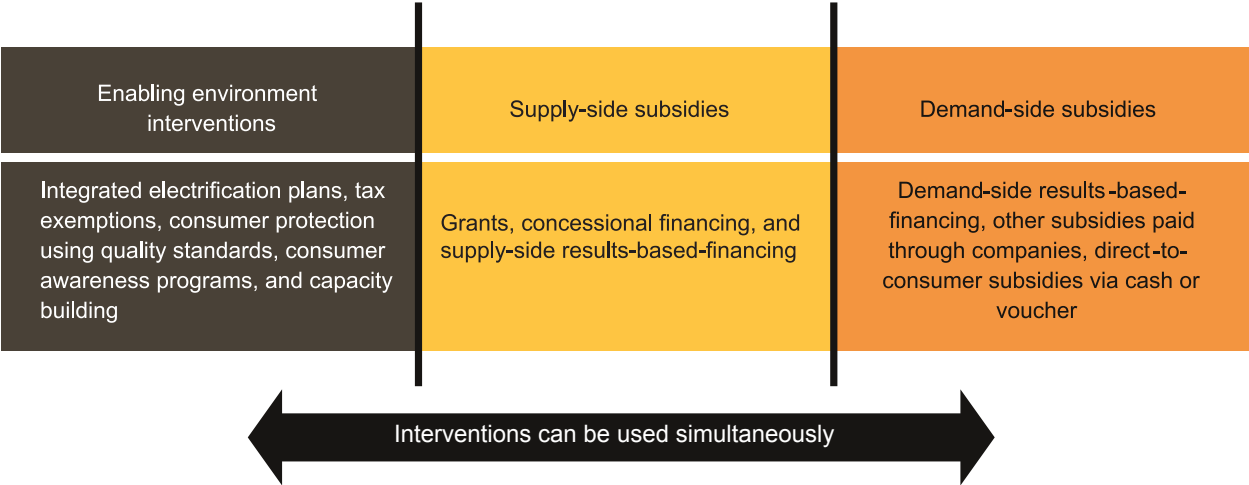 Enabling environment
interventions
Supply-side subsidies
Demand-side subsidies
Integrated electrification plans, tax
exemptions, consumer protection
using quality standards, consumer
awareness programs, and capacity
building
Grants, concessional financing, and
supply-side results-based-financing
Demand-side results-based-
financing, other subsidies paid
through companies, direct-to-
consumer subsidies via cash or
voucher
Interventions can be used simultaneously